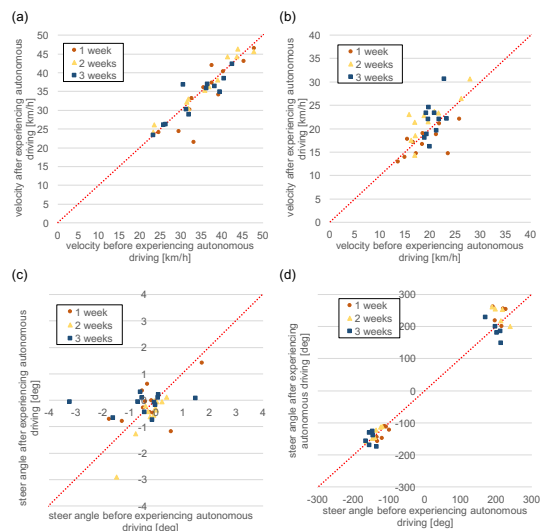 (a)
velocity after experiencing autonomous
driving [km/h]
50
45
40
35
30
25
20
15
10
5
0
1 week
2 weeks
3 weeks
0 5 10 15 20 25 30 35 40 45 50
velocity before experiencing autonomous
driving [km/h]
(b)
velocity after experiencing autonomous
driving [km/h]
40
35
30
25
20
15
10
5
0
1 week
2 weeks
3 weeks
0 5 10 15 20 25 30 35 40
velocity before experiencing autonomous
driving [km/h]
(c)
steer angle after experiencing autonomous
driving [deg]
4
3
2
1
0
-1
-2
-3
-4
1 week
2 weeks
3 weeks
-4 -3 -2 -1 0 1 2 3 4
steer angle before experiencing autonomous
driving [deg]
(d)
steer angle after experiencing
autonomous driving [deg]
300
200
100
0
-100
-200
-300
1 week
2 weeks
3 weeks
-300 -200 -100 0 100 200 300
steer angle before experiencing autonomous
driving [deg]